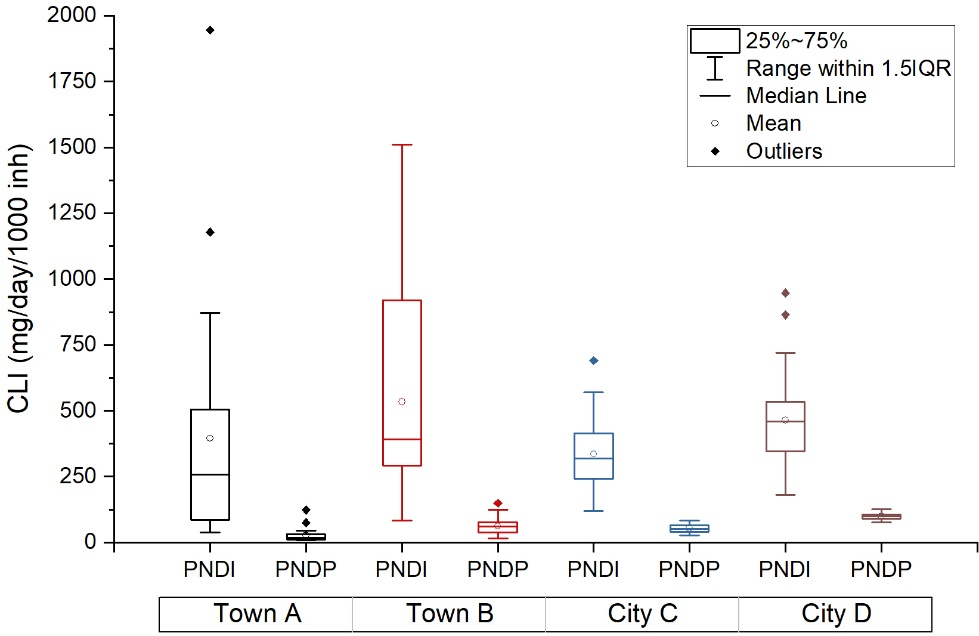 2000
1750
1500
1250
1000
750
500
250
0
CLI (mg/day/1000 inh)
25%~75%
Range within 1.5IQR
Median Line
Mean
Outliers
PNDI PNDP PNDI PNDP PNDI PNDP PNDI PNDP
Town A Town B City C City D